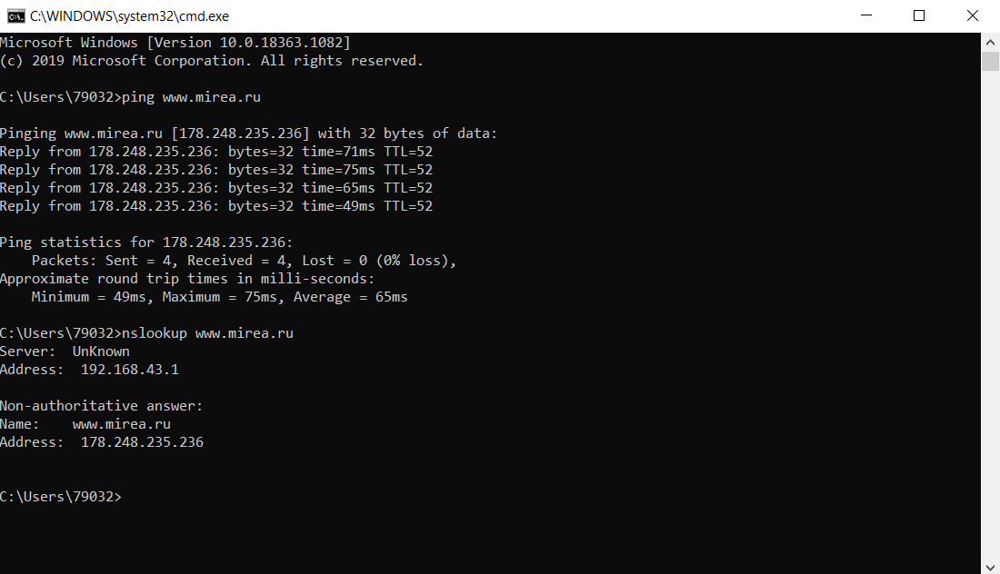 C:\WINDOWS\system32\cmd.exe
Microsoft Windows [Version 10.0.18363.1082]
(c) 2019 Microsoft Corporation. All rights reserved.
C:\Users\79032>ping www.mirea.ru
Pinging www.mirea.ru [178.248.235.236] with 32 bytes of data:
Reply from 178.248.235.236: bytes=32 time=71ms TTL=52
Reply from 178.248.235.236: bytes=32 time=75ms TTL=52
Reply from 178.248.235.236: bytes=32 time=65ms TTL=52
Reply from 178.248.235.236: bytes=32 time=49ms TTL=52
Ping statistics for 178.248.235.236:
    Packets: Sent = 4, Received = 4, Lost = 0 (0% loss),
Approximate round trip times in milli-seconds:
    Minimum = 49ms, Maximum = 75ms, Average = 65ms
C:\Users\79032>nslookup www.mirea.ru
Server:  UnKnown
Address:  192.168.43.1
Non-authoritative answer:
Name:    www.mirea.ru
Address:  178.248.235.236
C:\Users\79032>